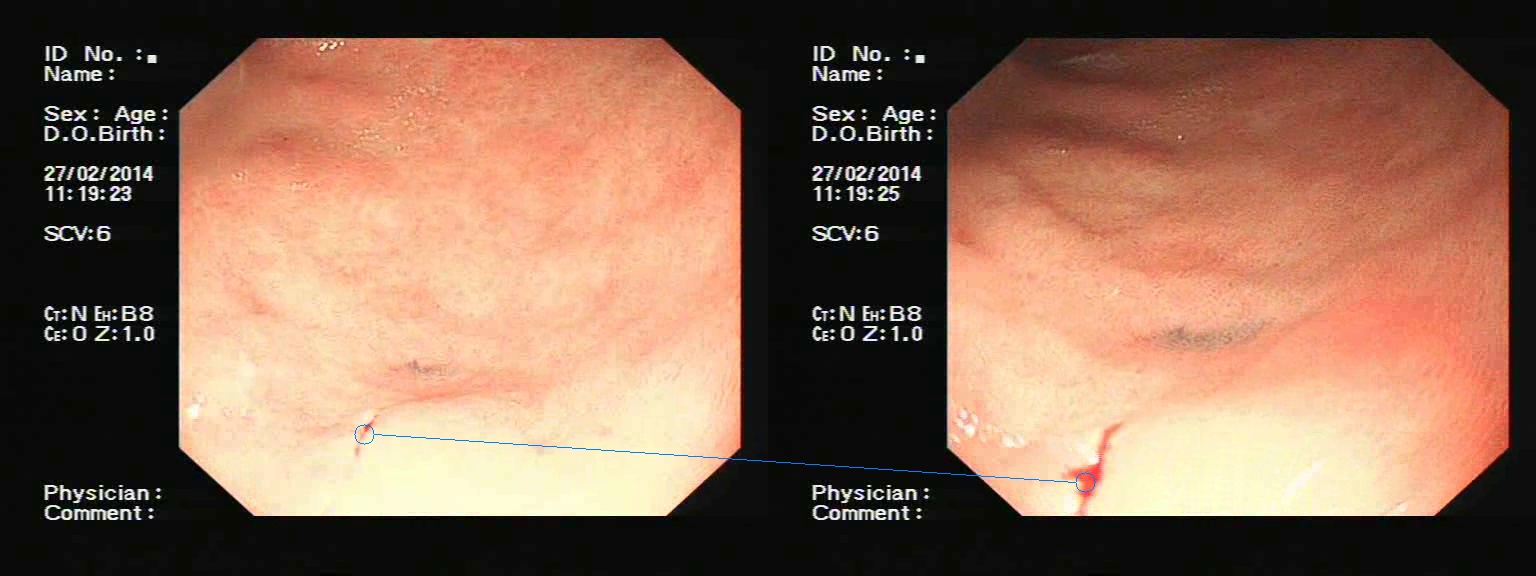 ID No. :
Name:
Sex: Age:
D.O.Birth:
27/02/2014
11:19:23
SCV:6
CT:N EH:B8
CE:0 Z:1.0
Physician:
Comment:
ID No. :
Name:
Sex: Age:
D.O.Birth:
27/02/2014
11:19:25
SCV:6
CT:N EH:B8
CE:0 Z:1.0
Physician:
Comment: